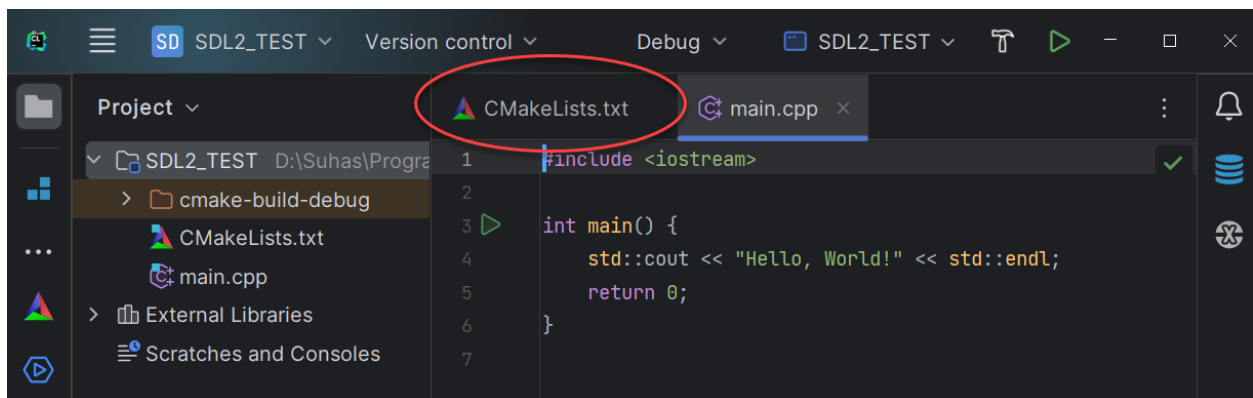 CL
SD SDL2_TEST Version control Debug SDL2_TEST
Project
CMakeLists.txt
main.cpp
SDL2_TEST D:\Suhas\Progra
cmake-build-debug
CMakeLists.txt
main.cpp
External Libraries
Scratches and Consoles
1 #include <iostream>
2
3 int main() {
4 std::cout << "Hello, World!" << std::endl;
5 return 0;
6 }
7